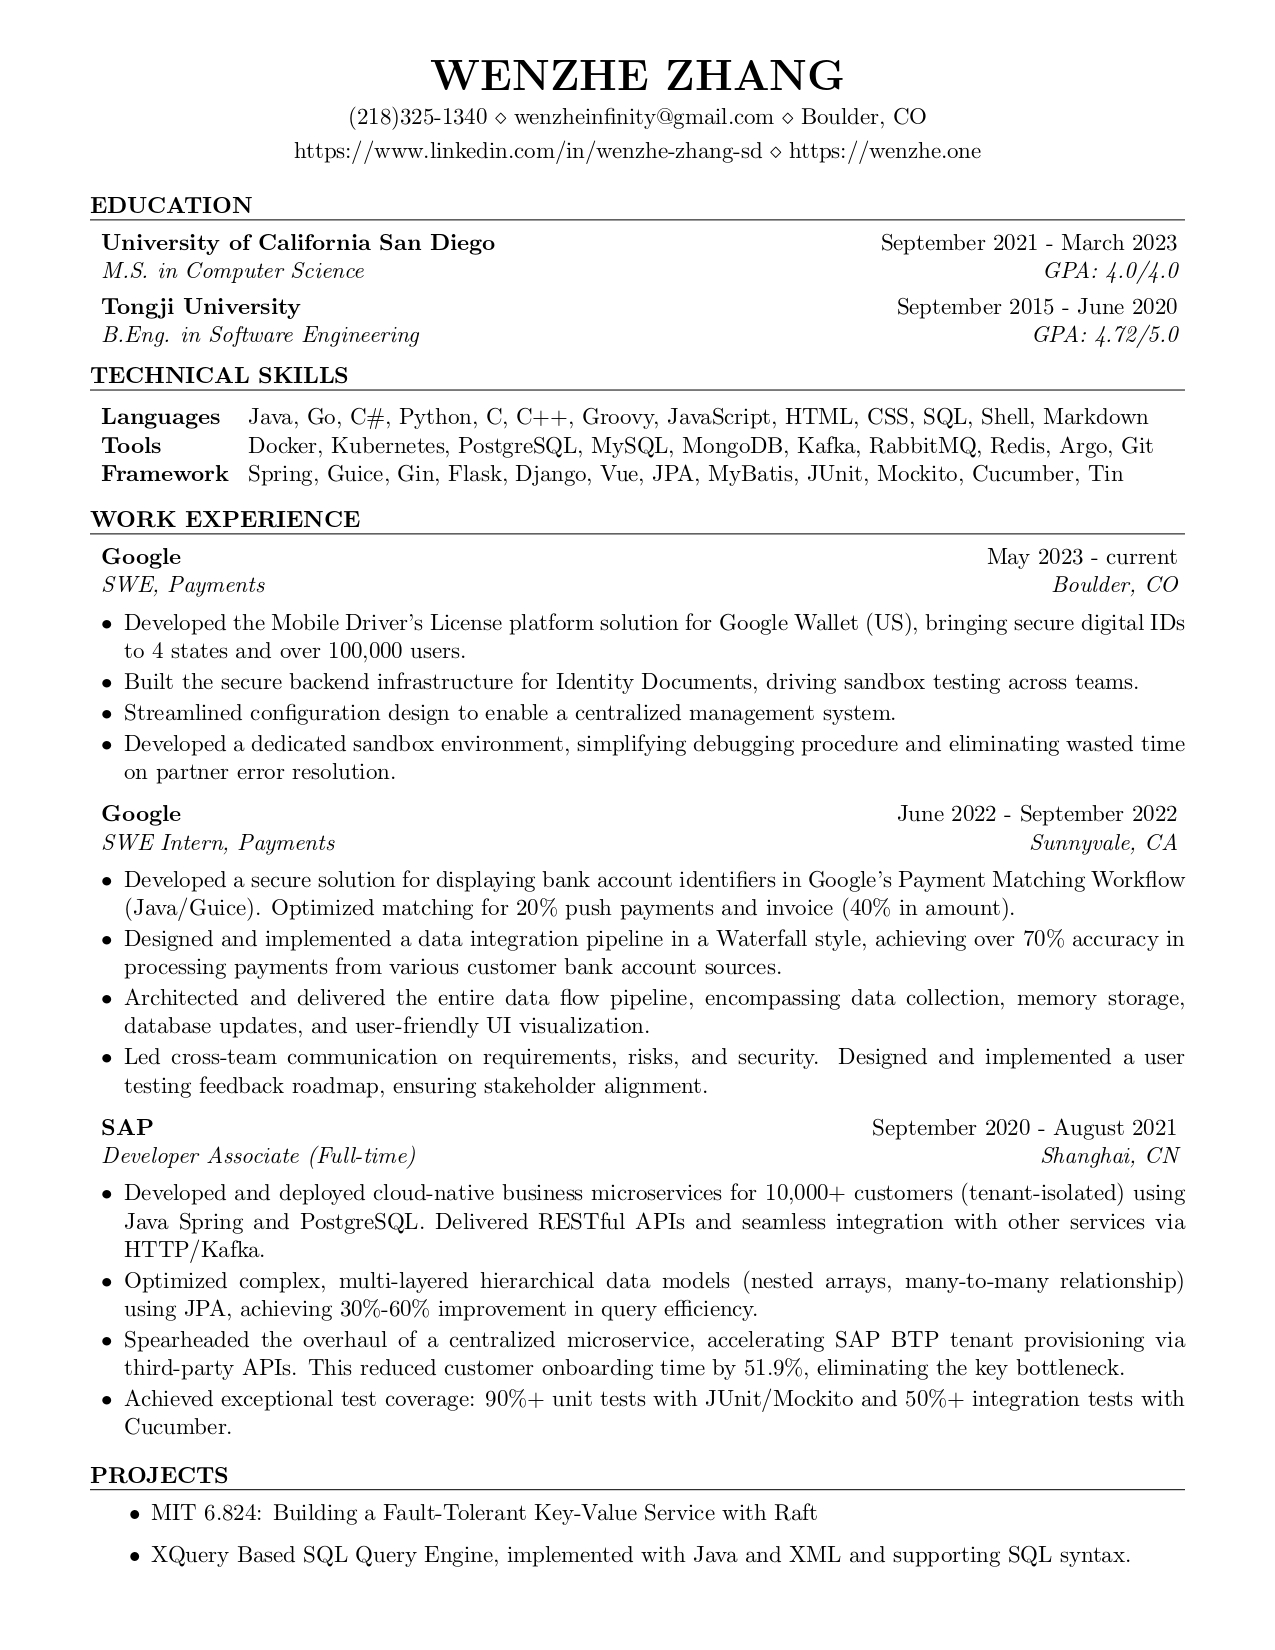 WENZHE ZHANG
(218)325-1340 ⋄ wenzheinfinity@gmail.com ⋄ Boulder, CO
https://www.linkedin.com/in/wenzhe-zhang-sd ⋄ https://wenzhe.one
EDUCATION
University of California San Diego September 2021 - March 2023
M.S. in Computer Science GPA: 4.0/4.0
Tongji University September 2015 - June 2020
B.Eng. in Software Engineering GPA: 4.72/5.0
TECHNICAL SKILLS
Languages Java, Go, C#, Python, C, C++, Groovy, JavaScript, HTML, CSS, SQL, Shell, Markdown
Tools Docker, Kubernetes, PostgreSQL, MySQL, MongoDB, Kafka, RabbitMQ, Redis, Argo, Git
Framework Spring, Guice, Gin, Flask, Django, Vue, JPA, MyBatis, JUnit, Mockito, Cucumber, Tin
WORK EXPERIENCE
Google May 2023 - current
SWE, Payments Boulder, CO
• Developed the Mobile Driver's License platform solution for Google Wallet (US), bringing secure digital IDs
to 4 states and over 100,000 users.
• Built the secure backend infrastructure for Identity Documents, driving sandbox testing across teams.
• Streamlined configuration design to enable a centralized management system.
• Developed a dedicated sandbox environment, simplifying debugging procedure and eliminating wasted time
on partner error resolution.
Google June 2022 - September 2022
SWE Intern, Payments Sunnyvale, CA
• Developed a secure solution for displaying bank account identifiers in Google's Payment Matching Workflow
(Java/Guice). Optimized matching for 20% push payments and invoice (40% in amount).
• Designed and implemented a data integration pipeline in a Waterfall style, achieving over 70% accuracy in
processing payments from various customer bank account sources.
• Architected and delivered the entire data flow pipeline, encompassing data collection, memory storage,
database updates, and user-friendly UI visualization.
• Led cross-team communication on requirements, risks, and security. Designed and implemented a user
testing feedback roadmap, ensuring stakeholder alignment.
SAP September 2020 - August 2021
Developer Associate (Full-time) Shanghai, CN
• Developed and deployed cloud-native business microservices for 10,000+ customers (tenant-isolated) using
Java Spring and PostgreSQL. Delivered RESTful APIs and seamless integration with other services via
HTTP/Kafka.
• Optimized complex, multi-layered hierarchical data models (nested arrays, many-to-many relationship)
using JPA, achieving 30%-60% improvement in query efficiency.
• Spearheaded the overhaul of a centralized microservice, accelerating SAP BTP tenant provisioning via
third-party APIs. This reduced customer onboarding time by 51.9%, eliminating the key bottleneck.
• Achieved exceptional test coverage: 90%+ unit tests with JUnit/Mockito and 50%+ integration tests with
Cucumber.
PROJECTS
• MIT 6.824: Building a Fault-Tolerant Key-Value Service with Raft
• XQuery Based SQL Query Engine, implemented with Java and XML and supporting SQL syntax.